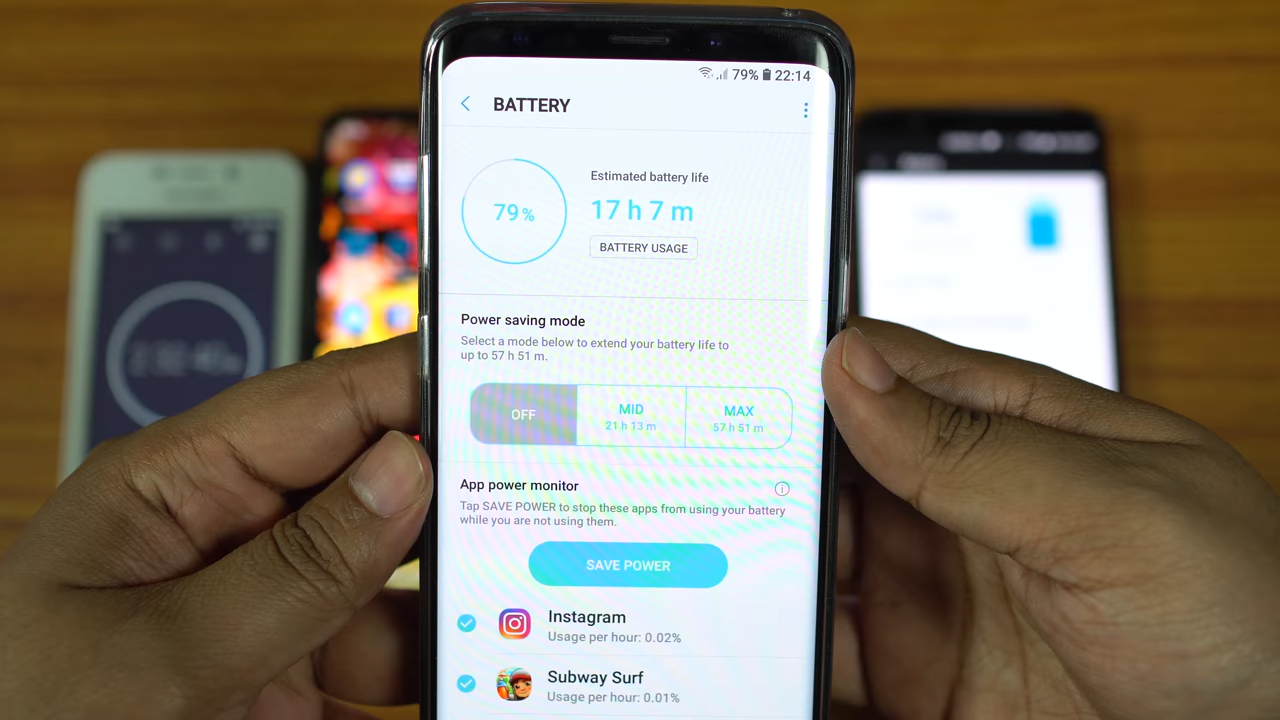 79% 22:14
BATTERY
79%
Estimated battery life
17 h 7 m
BATTERY USAGE
Power saving mode
Select a mode below to extend your battery life to
up to 57 h 51 m.
OFF
MID
21 h 13 m
MAX
57 h 51 m
App power monitor
Tap SAVE POWER to stop these apps from using your battery
while you are not using them.
SAVE POWER
Instagram
Usage per hour: 0.02%
Subway Surf
Usage per hour: 0.01%